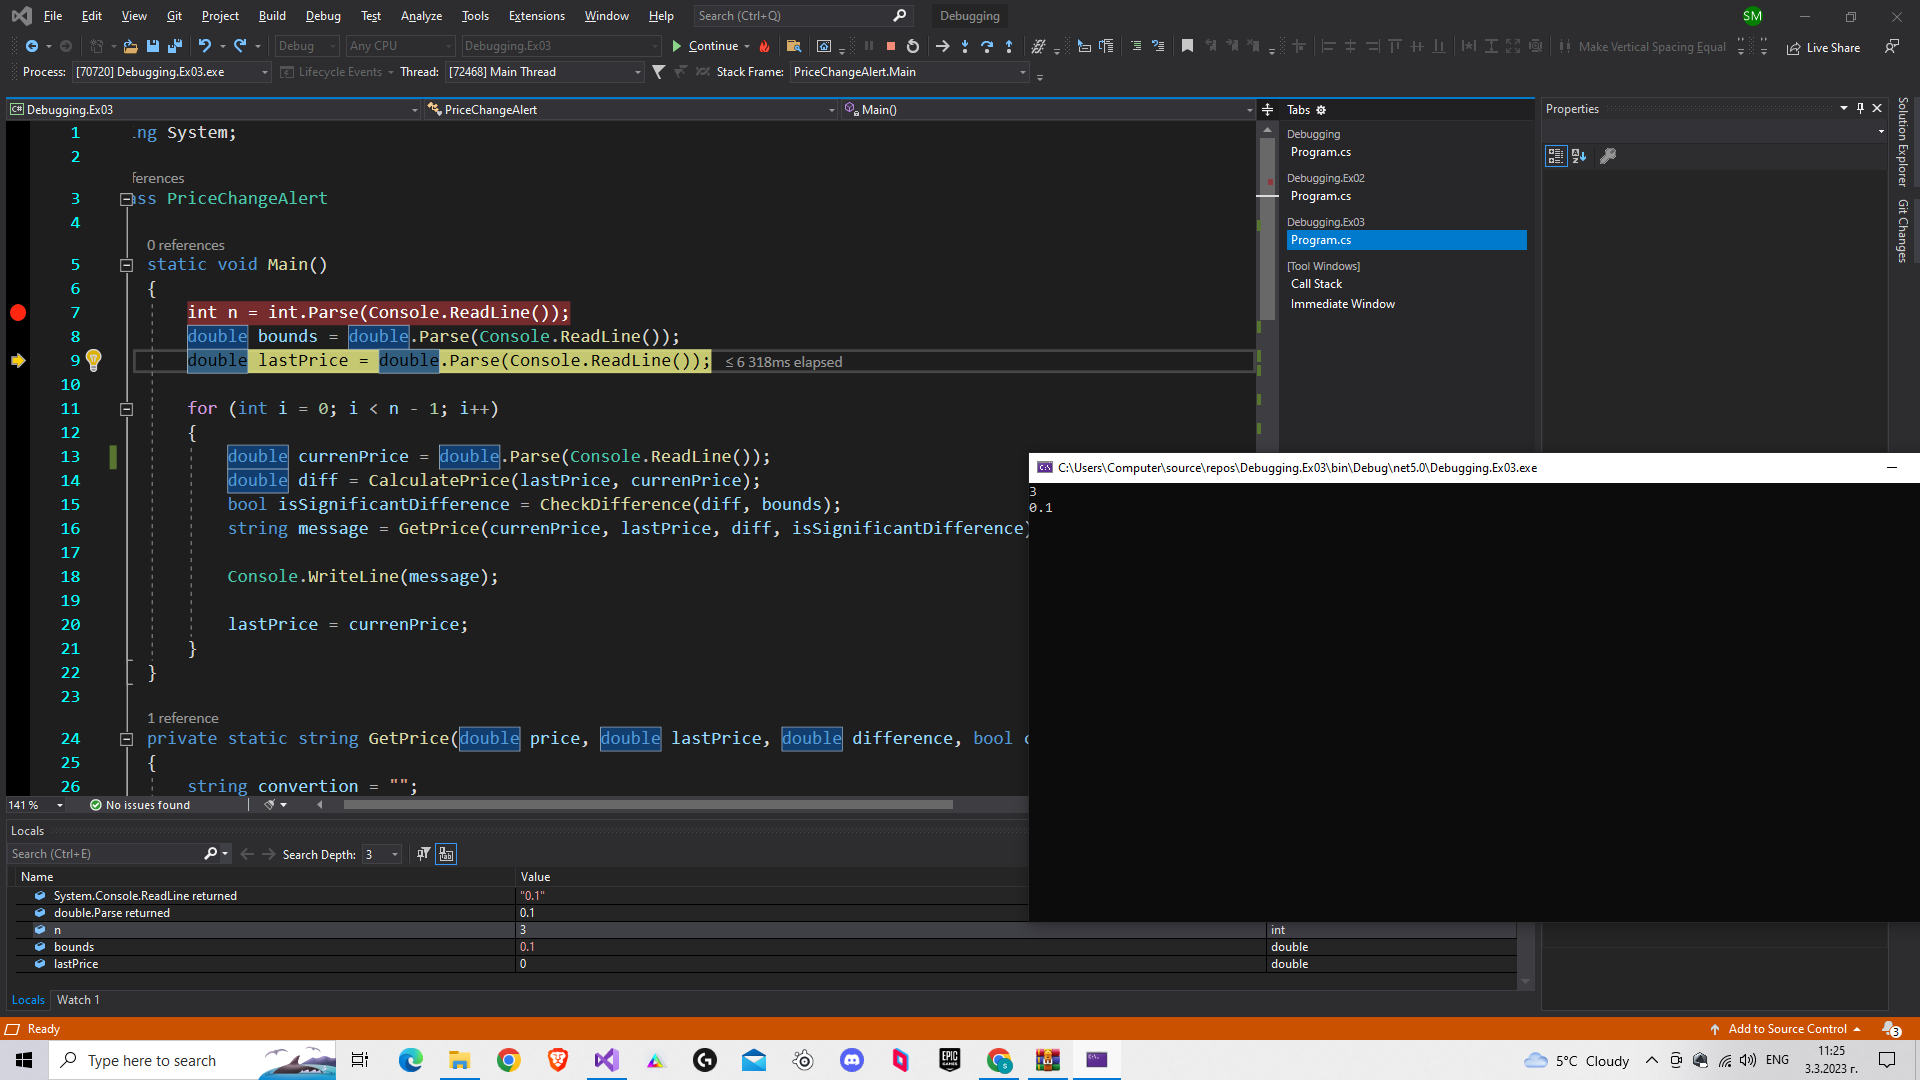 File Edit View Git Project Build Debug Test Analyze Tools Extensions Window Help Search (Ctrl+Q) Debugging SM
Debug Any CPU Debugging.Ex03 Continue Make Vertical Spacing Equal Live Share
Process: [70720] Debugging.Ex03.exe Lifecycle Events Thread: [72468] Main Thread Stack Frame: PriceChangeAlert.Main
C# Debugging.Ex03 PriceChangeAlert Main()
1 .ng System;
2
ferences
3 ass PriceChangeAlert
4
0 references
5 static void Main()
6 {
7 int n = int.Parse(Console.ReadLine());
8 double bounds = double.Parse(Console.ReadLine());
9 double lastPrice = double.Parse(Console.ReadLine()); ≤ 6 318ms elapsed
10
11 for (int i = 0; i < n - 1; i++)
12 {
13 double currenPrice = double.Parse(Console.ReadLine());
14 double diff = CalculatePrice(lastPrice, currenPrice);
15 bool isSignificantDifference = CheckDifference(diff, bounds);
16 string message = GetPrice(currenPrice, lastPrice, diff, isSignificantDifference)
17
18 Console.WriteLine(message);
19
20 lastPrice = currenPrice;
21 }
22 }
23
1 reference
24 private static string GetPrice(double price, double lastPrice, double difference, bool
25 {
26 string convertion = "";
141 % No issues found
Tabs
Debugging
Program.cs
Debugging.Ex02
Program.cs
Debugging.Ex03
Program.cs
[Tool Windows]
Call Stack
Immediate Window
Properties
Solution Explorer
Git Changes
C:\Users\Computer\source\repos\Debugging.Ex03\bin\Debug\net5.0\Debugging.Ex03.exe
3
0.1
Locals
Search (Ctrl+E) Search Depth: 3
Name Value
System.Console.ReadLine returned "0.1"
double.Parse returned 0.1
n 3 int
bounds 0.1 double
lastPrice 0 double
Locals Watch 1
Ready Add to Source Control 3
Type here to search EPIC GAMES 5°C Cloudy ENG 11:25
3.3.2023 г.